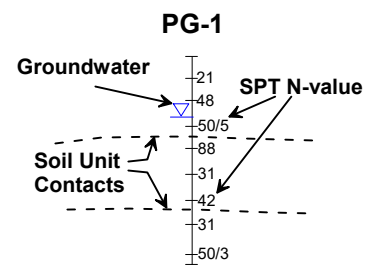 PG-1
Groundwater
21
SPT N-value
48
50/5
88
Soil Unit
Contacts
31
42
31
50/3